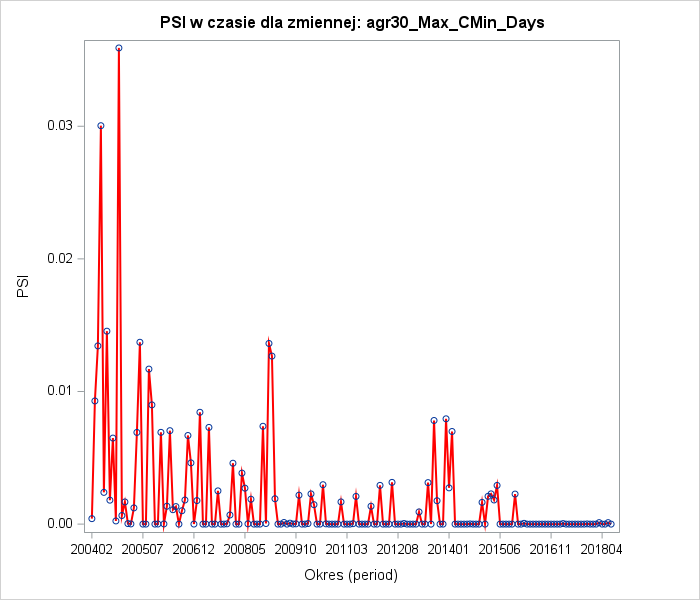 PSI w czasie dla zmiennej: agr30_Max_CMin_Days
PSI
0.03
0.02
0.01
0.00
200402 200507 200612 200805 200910 201103 201208 201401 201506 201611 201804
Okres (period)